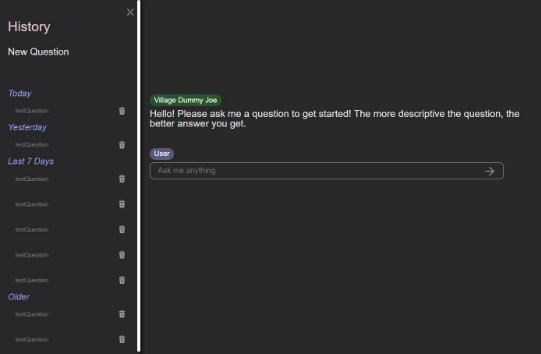 History
New Question
Today
testQuestion
Yesterday
testQuestion
Last 7 Days
testQuestion
testQuestion
testQuestion
testQuestion
testQuestion
Older
testQuestion
testQuestion
Village Dummy Joe
Hello! Please ask me a question to get started! The more descriptive the question, the
better answer you get.
User
Ask me anything